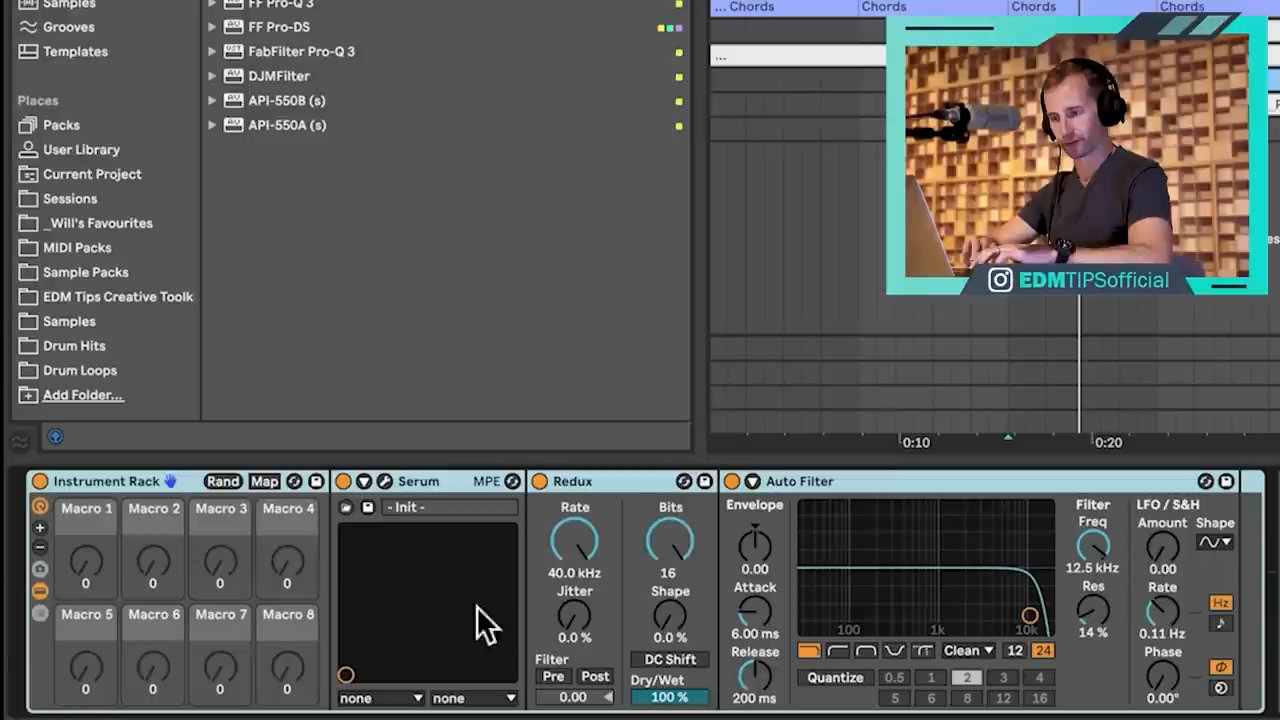 Samples
Grooves
Templates
Places
Packs
User Library
Current Project
Sessions
_Will's Favourites
MIDI Packs
Sample Packs
EDM Tips Creative Toolk
Samples
Drum Hits
Drum Loops
Add Folder...
FF Pro-Q 3
FF Pro-DS
FabFilter Pro-Q 3
DJMFilter
API-550B (s)
API-550A (s)
... Chords
Chords
Chords
Chords
...
EDMTIPSofficial
0:10
0:20
Instrument Rack
Rand
Map
Macro 1
Macro 2
Macro 3
Macro 4
0
0
0
0
Macro 5
Macro 6
Macro 7
Macro 8
0
0
0
0
Serum
MPE
- Init -
none
none
Redux
Rate
Bits
40.0 kHz
16
Jitter
Shape
0.0 %
0.0 %
Filter
DC Shift
Pre
Post
Dry/Wet
0.00
100 %
Auto Filter
Envelope
0.00
Attack
6.00 ms
Release
200 ms
100
1k
10k
Clean
12
24
Quantize
0.5
1
2
3
4
5
6
8
12
16
Filter
Freq
12.5 kHz
Res
14 %
LFO / S&H
Amount
Shape
0.00
Rate
Hz
0.11 Hz
Phase
0.00°